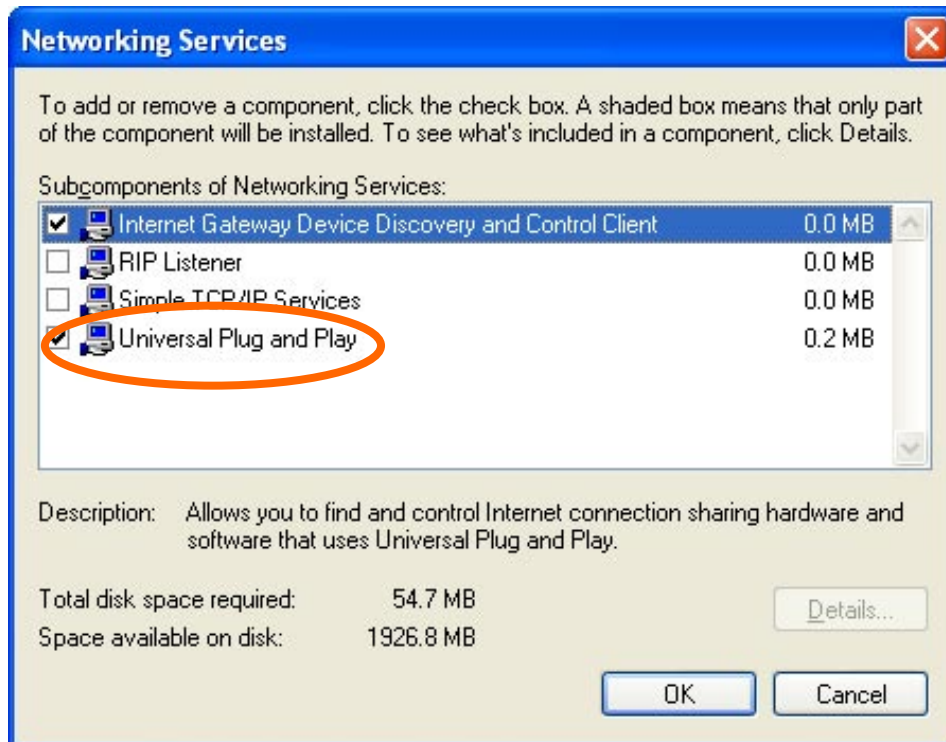 Networking Services
To add or remove a component, click the check box. A shaded box means that only part
of the component will be installed. To see what's included in a component, click Details.
Subcomponents of Networking Services:
Internet Gateway Device Discovery and Control Client 0.0 MB
RIP Listener 0.0 MB
Simple TCP/IP Services 0.0 MB
Universal Plug and Play 0.2 MB
Description: Allows you to find and control Internet connection sharing hardware and
software that uses Universal Plug and Play.
Total disk space required: 54.7 MB
Details...
Space available on disk: 1926.8 MB
OK Cancel